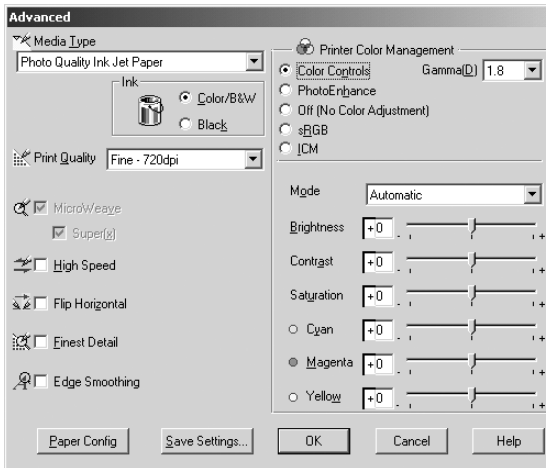 Advanced
Media Type
Photo Quality Ink Jet Paper
Ink
Color/B&W
Black
Print Quality
Fine - 720dpi
MicroWeave
Super(x)
High Speed
Flip Horizontal
Finest Detail
Edge Smoothing
Printer Color Management
Color Controls
Gamma(D)
1.8
PhotoEnhance
Off (No Color Adjustment)
sRGB
ICM
Mode
Automatic
Brightness +0 - +
Contrast +0 - +
Saturation +0 - +
Cyan +0 - +
Magenta +0 - +
Yellow +0 - +
Paper Config
Save Settings...
OK
Cancel
Help